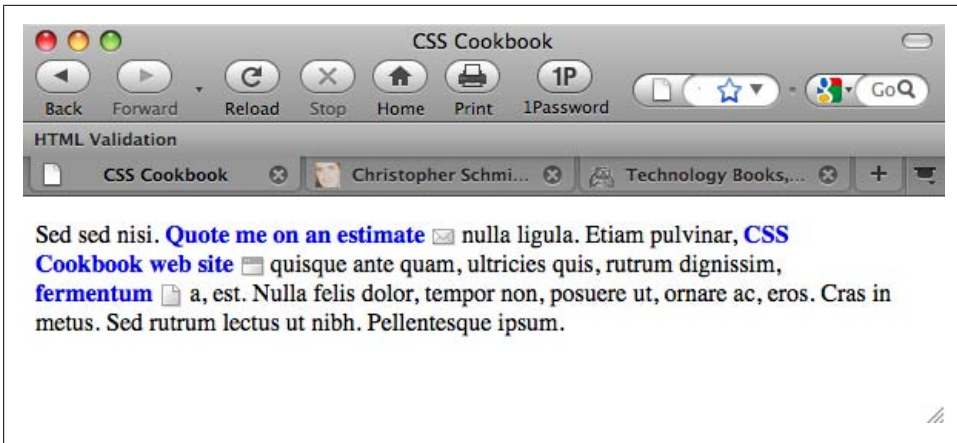 CSS Cookbook
1P
Go
Back Forward Reload Stop Home Print 1Password
HTML Validation
CSS Cookbook Christopher Schmi... Technology Books,...
Sed sed nisi. Quote me on an estimate nulla ligula. Etiam pulvinar, CSS
Cookbook web site quisque ante quam, ultricies quis, rutrum dignissim,
fermentum a, est. Nulla felis dolor, tempor non, posuere ut, ornare ac, eros. Cras in
metus. Sed rutrum lectus ut nibh. Pellentesque ipsum.